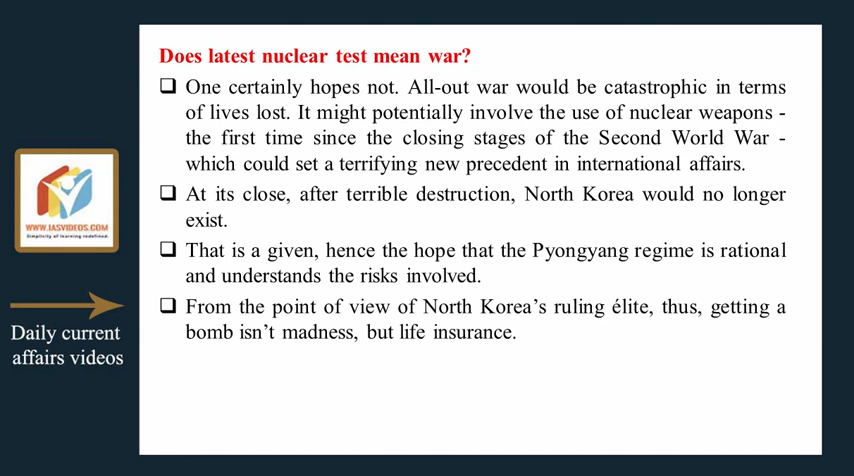 Does latest nuclear test mean war?
❑ One certainly hopes not. All-out war would be catastrophic in terms
of lives lost. It might potentially involve the use of nuclear weapons -
the first time since the closing stages of the Second World War -
which could set a terrifying new precedent in international affairs.
❑ At its close, after terrible destruction, North Korea would no longer
exist.
❑ That is a given, hence the hope that the Pyongyang regime is rational
and understands the risks involved.
❑ From the point of view of North Korea’s ruling élite, thus, getting a
bomb isn’t madness, but life insurance.
WWW.IASVIDEOS.COM
Simplicity of learning redefined.
Daily current
affairs videos